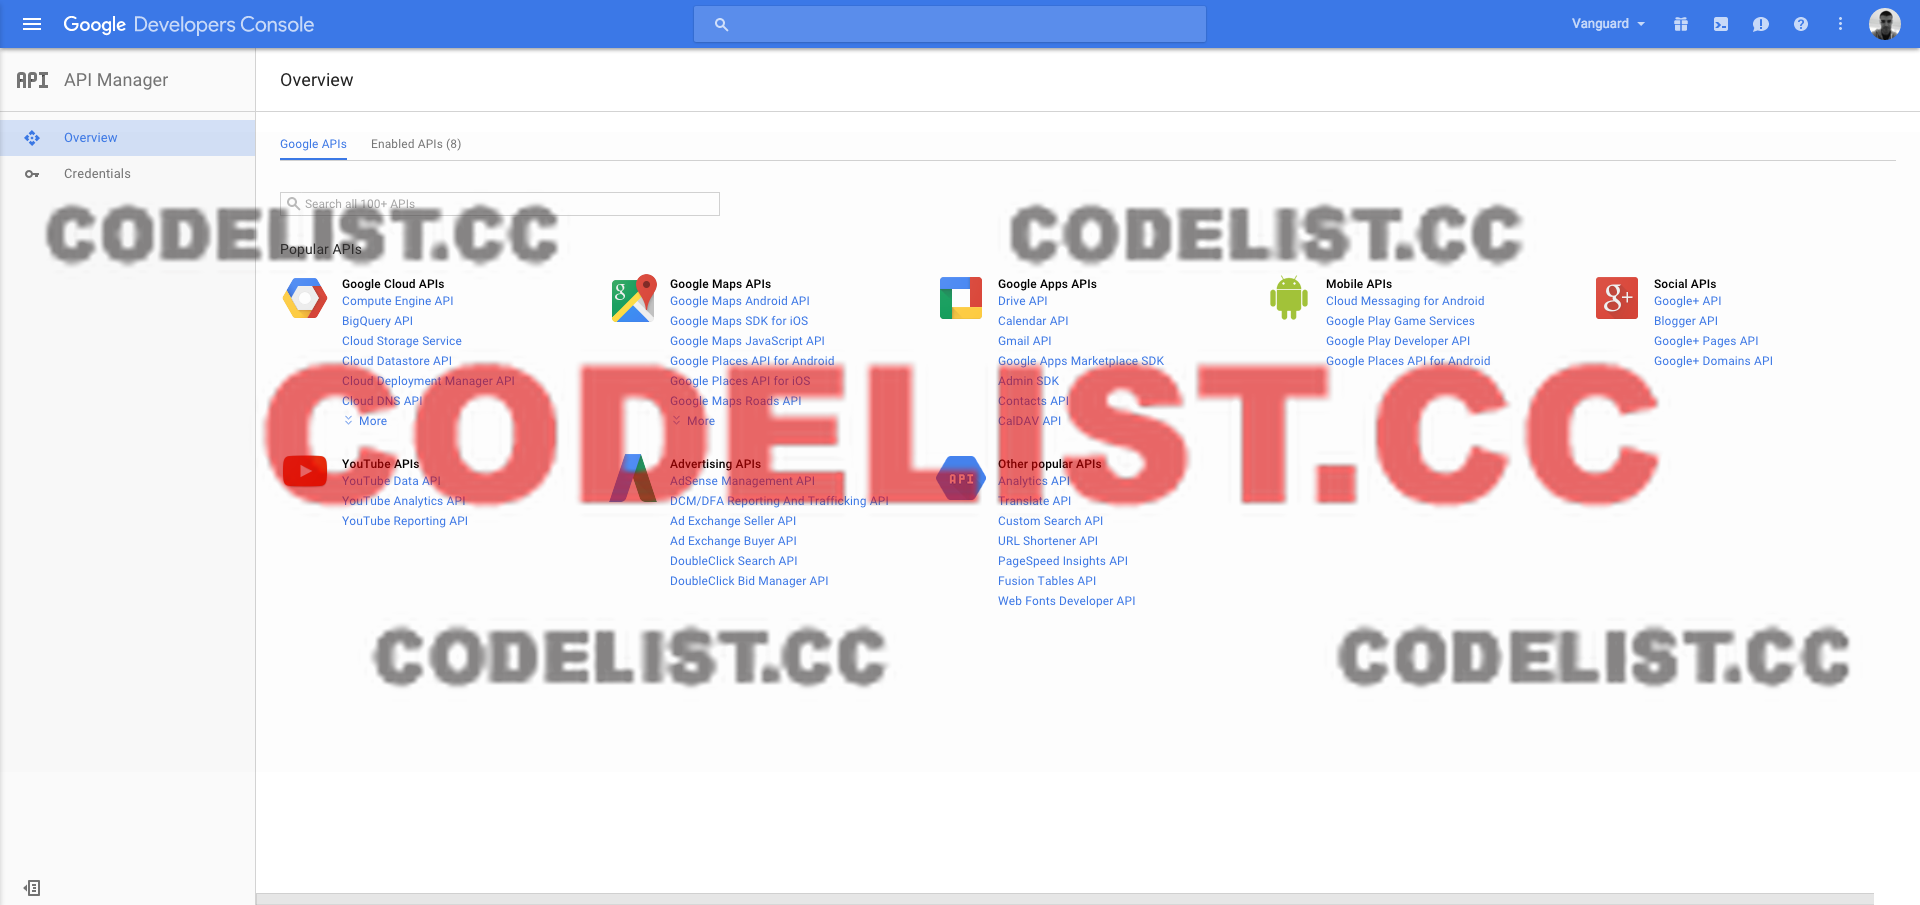 Google Developers Console
Vanguard
API API Manager
Overview
Overview
Credentials
Google APIs Enabled APIs (8)
Search all 100+ APIs
CODELIST.CC CODELIST.CC
Popular APIs
Google Cloud APIs
Compute Engine API
BigQuery API
Cloud Storage Service
Cloud Datastore API
Cloud Deployment Manager API
Cloud DNS API
More
Google Maps APIs
Google Maps Android API
Google Maps SDK for iOS
Google Maps JavaScript API
Google Places API for Android
Google Places API for iOS
Google Maps Roads API
More
Google Apps APIs
Drive API
Calendar API
Gmail API
Google Apps Marketplace SDK
Admin SDK
Contacts API
CalDAV API
Mobile APIs
Cloud Messaging for Android
Google Play Game Services
Google Play Developer API
Google Places API for Android
g+
Social APIs
Google+ API
Blogger API
Google+ Pages API
Google+ Domains API
CODELIST.CC
YouTube APIs
YouTube Data API
YouTube Analytics API
YouTube Reporting API
Advertising APIs
AdSense Management API
DCM/DFA Reporting And Trafficking API
Ad Exchange Seller API
Ad Exchange Buyer API
DoubleClick Search API
DoubleClick Bid Manager API
API
Other popular APIs
Analytics API
Translate API
Custom Search API
URL Shortener API
PageSpeed Insights API
Fusion Tables API
Web Fonts Developer API
CODELIST.CC CODELIST.CC